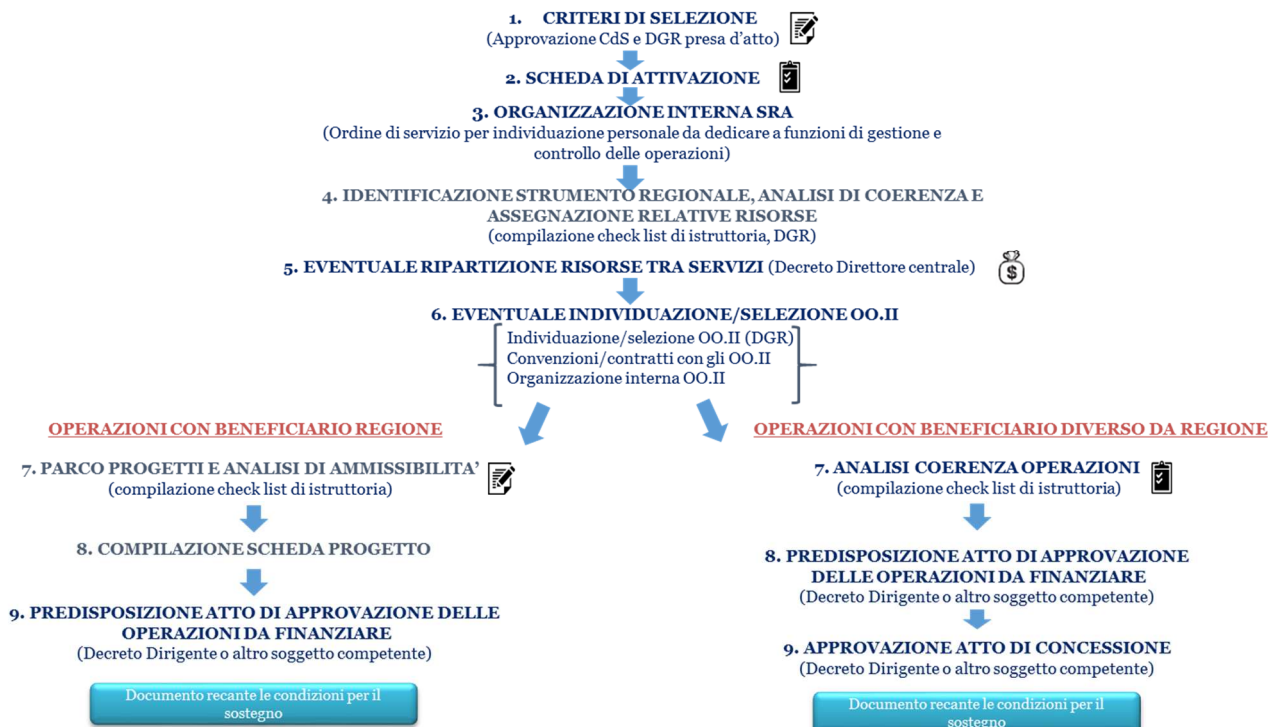 1. CRITERI DI SELEZIONE
(Approvazione CdS e DGR presa d'atto)
2. SCHEDA DI ATTIVAZIONE
3. ORGANIZZAZIONE INTERNA SRA
(Ordine di servizio per individuazione personale da dedicare a funzioni di gestione e
controllo delle operazioni)
4. IDENTIFICAZIONE STRUMENTO REGIONALE, ANALISI DI COERENZA E
ASSEGNAZIONE RELATIVE RISORSE
(compilazione check list di istruttoria, DGR)
5. EVENTUALE RIPARTIZIONE RISORSE TRA SERVIZI (Decreto Direttore centrale)
$
6. EVENTUALE INDIVIDUAZIONE/SELEZIONE OO.II
Individuazione/selezione OO.II (DGR)
Convenzioni/contratti con gli OO.II
Organizzazione interna OO.II
OPERAZIONI CON BENEFICIARIO REGIONE
7. PARCO PROGETTI E ANALISI DI AMMISSIBILITA'
(compilazione check list di istruttoria)
8. COMPILAZIONE SCHEDA PROGETTO
9. PREDISPOSIZIONE ATTO DI APPROVAZIONE DELLE
OPERAZIONI DA FINANZIARE
(Decreto Dirigente o altro soggetto competente)
Documento recante le condizioni per il
sostegno
OPERAZIONI CON BENEFICIARIO DIVERSO DA REGIONE
7. ANALISI COERENZA OPERAZIONI
(compilazione check list di istruttoria)
8. PREDISPOSIZIONE ATTO DI APPROVAZIONE
DELLE OPERAZIONI DA FINANZIARE
(Decreto Dirigente o altro soggetto competente)
9. APPROVAZIONE ATTO DI CONCESSIONE
(Decreto Dirigente o altro soggetto competente)
Documento recante le condizioni per il
sostegno